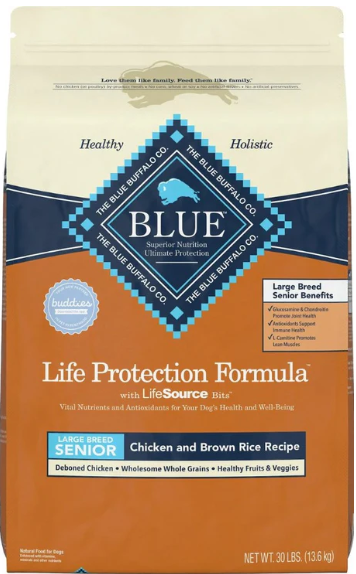 Love them like family. Feed them like family.™
Healthy
Holistic
THE BLUE BUFFALO CO.
THE BLUE BUFFALO CO.
BLUE
Superior Nutrition
Ultimate Protection
THE BLUE BUFFALO CO.
THE BLUE BUFFALO CO.
Large Breed
Senior Benefits
✓Glucosamine & Chondroitin
Promote Joint Health
✓Antioxidants Support
Immune Health
✓L-Carnitine Promotes
Lean Muscles
buddies
Life Protection Formula™
with LifeSource Bits™
Vital Nutrients and Antioxidants for Your Dog's Health and Well-Being
LARGE BREED
SENIOR
Chicken and Brown Rice Recipe
Deboned Chicken • Wholesome Whole Grains • Healthy Fruits & Veggies
Natural Food for Dogs
NET WT. 30 LBS. (13.6 kg)